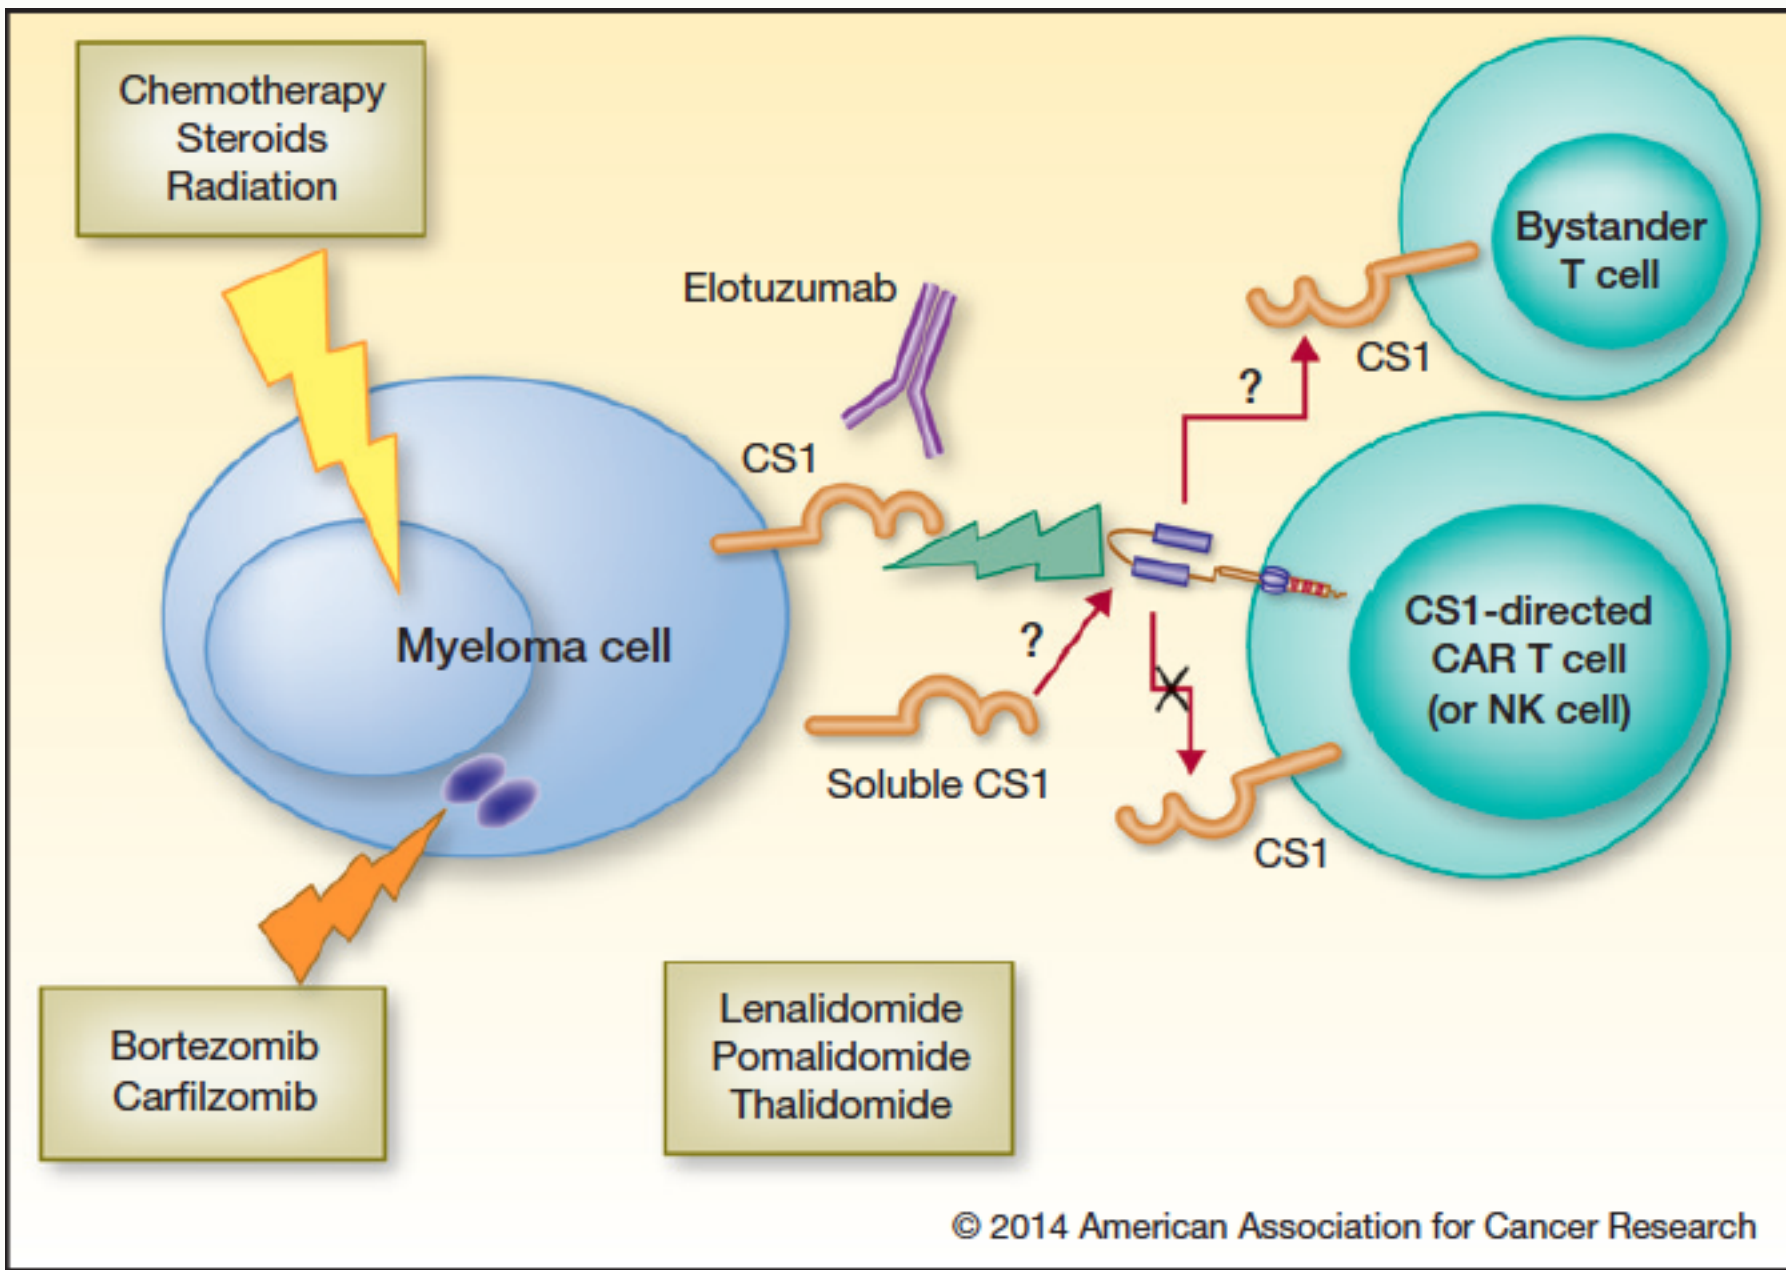 Chemotherapy
Steroids
Radiation
Elotuzumab
CS1
Bystander
T cell
CS1
?
Myeloma cell
?
Soluble CS1
CS1-directed
CAR T cell
(or NK cell)
X
CS1
Bortezomib
Carfilzomib
Lenalidomide
Pomalidomide
Thalidomide
© 2014 American Association for Cancer Research